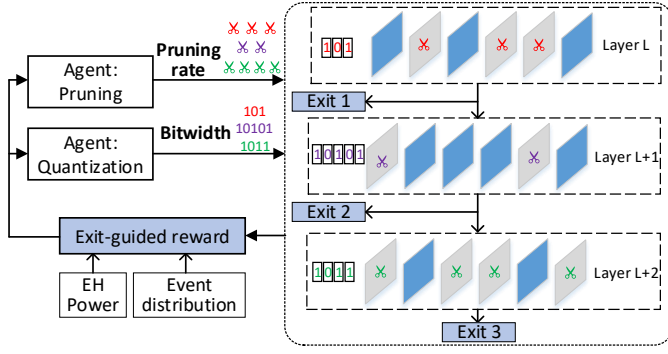 Agent:
Pruning
Pruning
rate
Agent:
Quantization
Bitwidth
101
10101
1011
Exit-guided reward
EH
Power
Event
distribution
101
Layer L
Exit 1
10101
Layer L+1
Exit 2
1011
Layer L+2
Exit 3